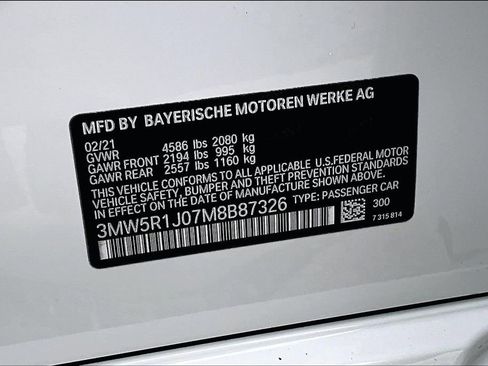 MFD BY BAYERISCHE MOTOREN WERKE AG
02/21
GVWR 4586 lbs 2080 kg
GAWR FRONT 2194 lbs 995 kg
GAWR REAR 2557 lbs 1160 kg
THIS VEHICLE CONFORMS TO ALL APPLICABLE U.S.FEDERAL MOTOR
VEHICLE SAFETY, BUMPER AND THEFT PREVENTION STANDARDS
IN EFFECT ON THE DATE OF MANUFACTURE SHOWN ABOVE.
3MW5R1J07M8B87326 TYPE: PASSENGER CAR
300
7 315 814